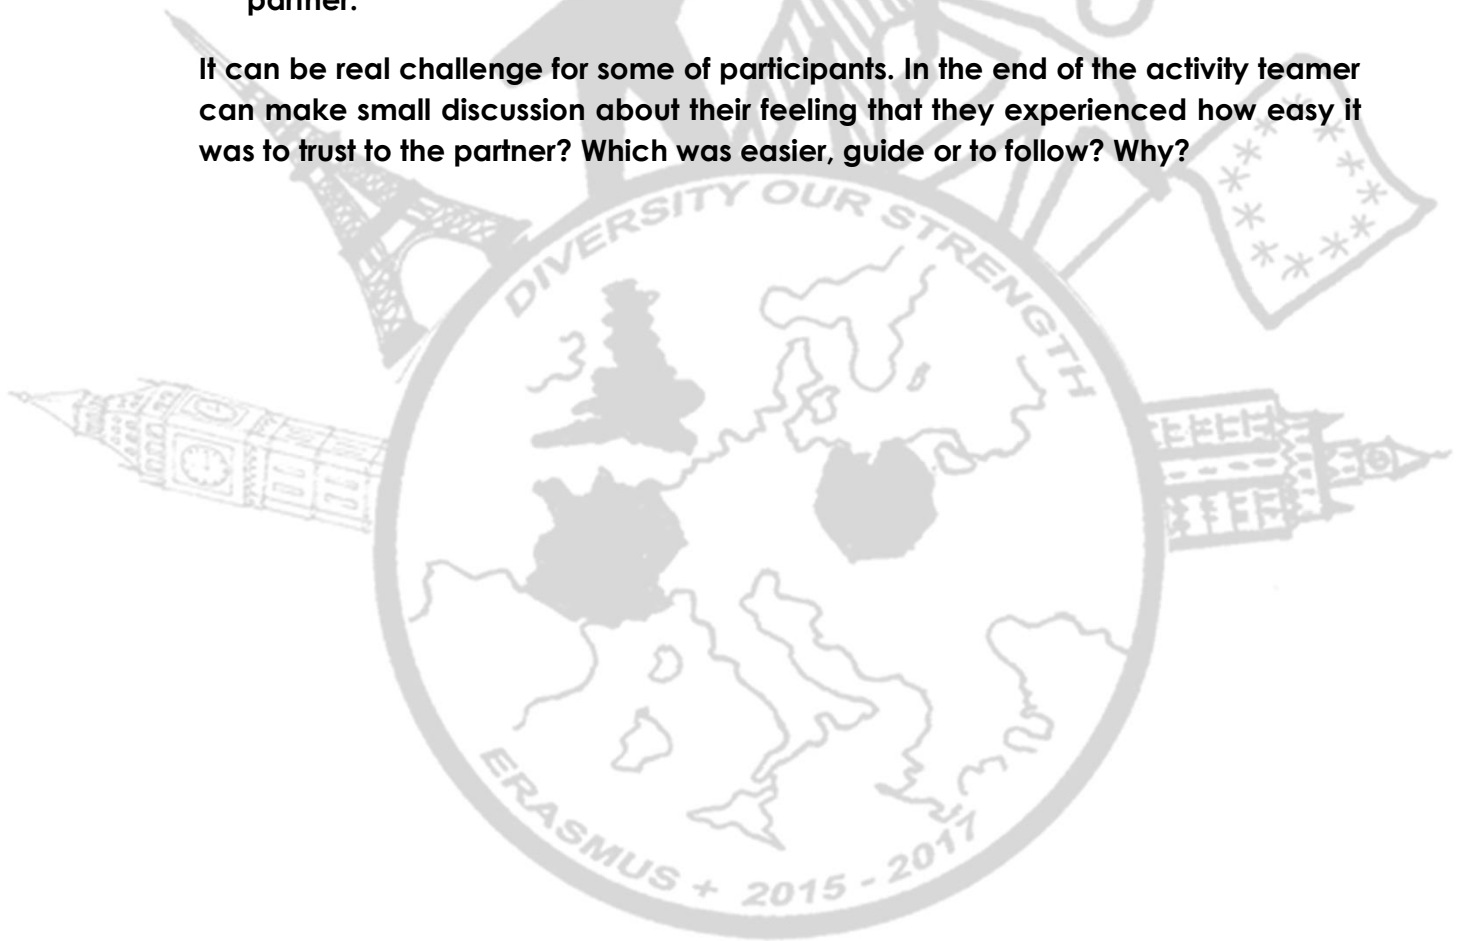 partner.
It can be real challenge for some of participants. In the end of the activity teamer
can make small discussion about their feeling that they experienced how easy it
was to trust to the partner? Which was easier, guide or to follow? Why?
DIVERSITY OUR STRENGTH
ERASMUS + 2015 - 2017